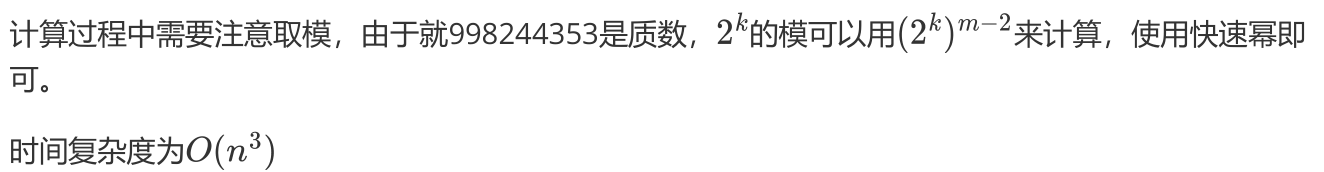 计算过程中需要注意取模，由于就998244353是质数，$2^k$的模可以用$(2^k)^{m-2}$来计算，使用快速幂即
可。
时间复杂度为$O(n^3)$